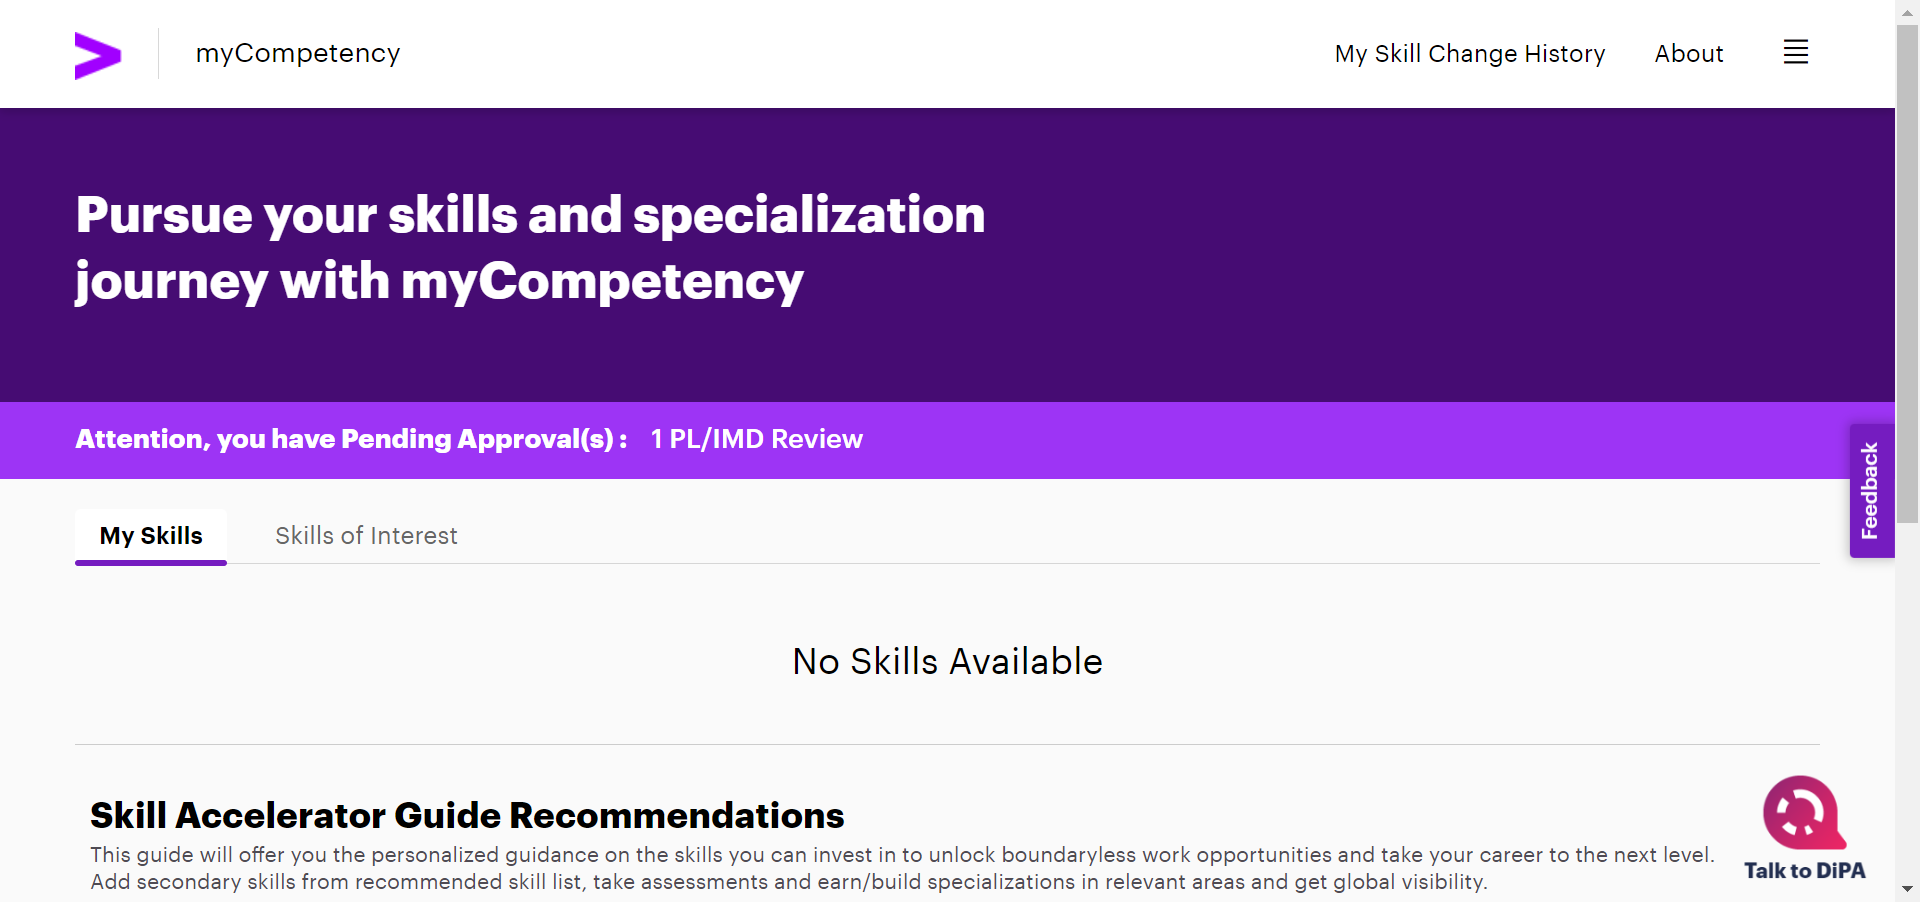 myCompetency
My Skill Change History
About
Pursue your skills and specialization
journey with myCompetency
Attention, you have Pending Approval(s) : 1 PL/IMD Review
Feedback
My Skills
Skills of Interest
No Skills Available
Skill Accelerator Guide Recommendations
This guide will offer you the personalized guidance on the skills you can invest in to unlock boundaryless work opportunities and take your career to the next level.
Add secondary skills from recommended skill list, take assessments and earn/build specializations in relevant areas and get global visibility.
Talk to DiPA